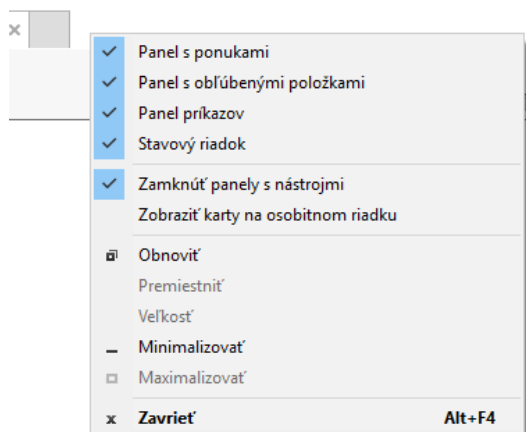 Panel s ponukami
Panel s obľúbenými položkami
Panel príkazov
Stavový riadok
Zamknúť panely s nástrojmi
Zobraziť karty na osobitnom riadku
Obnoviť
Premiestniť
Veľkosť
Minimalizovať
Maximalizovať
Zavrieť Alt+F4